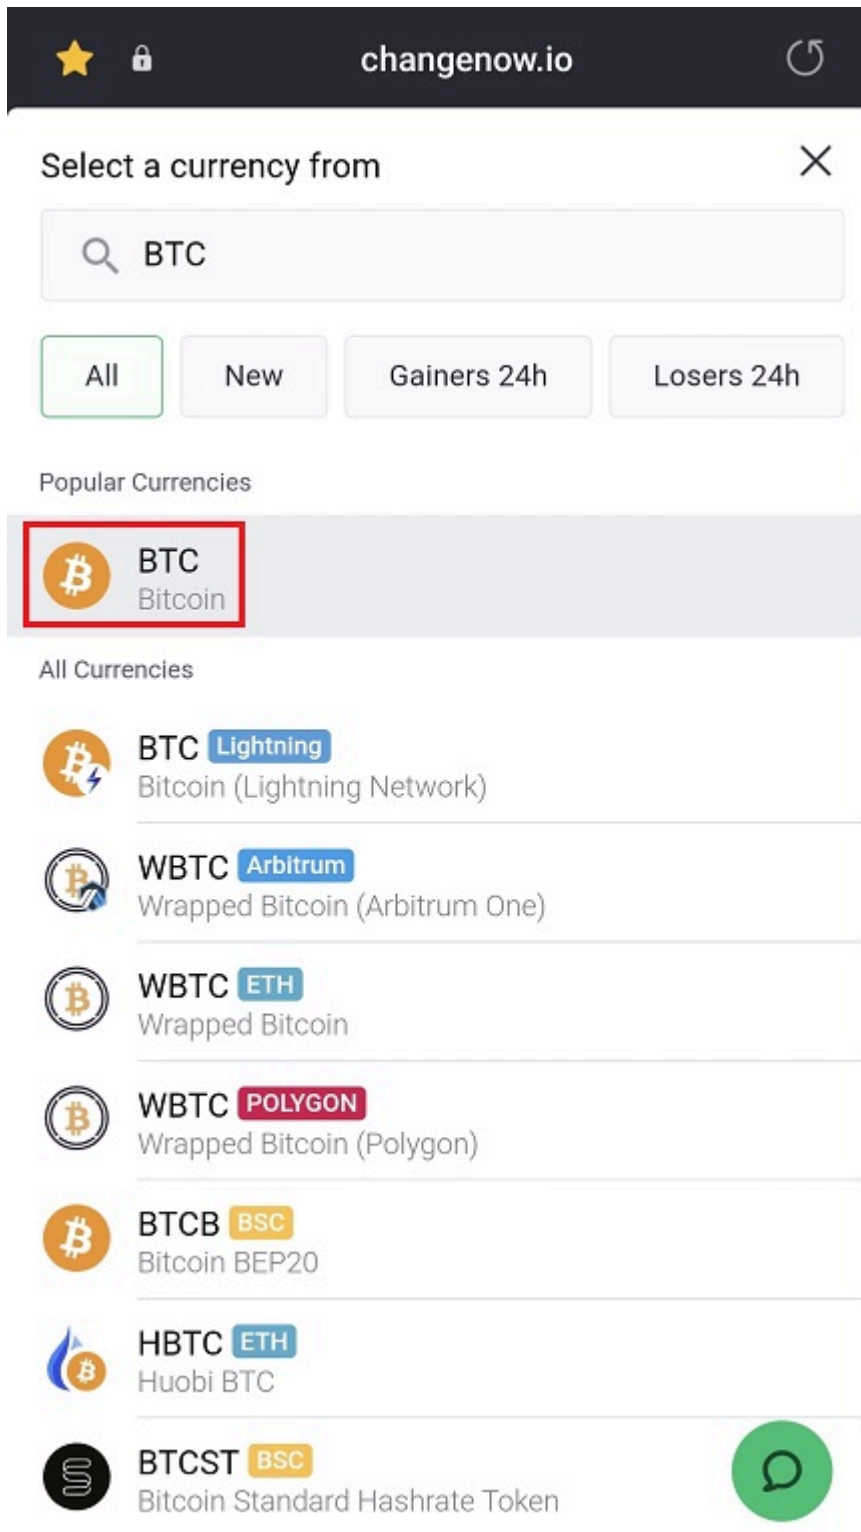 changenow.io
Select a currency from
BTC
All New Gainers 24h Losers 24h
Popular Currencies
BTC
Bitcoin
All Currencies
BTC Lightning
Bitcoin (Lightning Network)
WBTC Arbitrum
Wrapped Bitcoin (Arbitrum One)
WBTC ETH
Wrapped Bitcoin
WBTC POLYGON
Wrapped Bitcoin (Polygon)
BTCB BSC
Bitcoin BEP20
HBTC ETH
Huobi BTC
BTCST BSC
Bitcoin Standard Hashrate Token